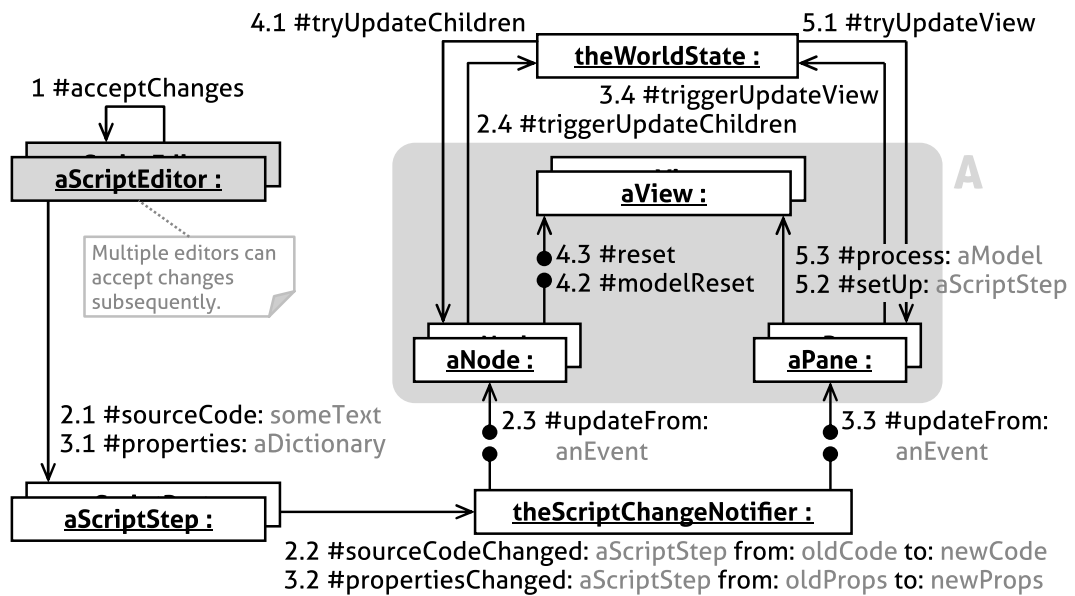 4.1 #tryUpdateChildren
5.1 #tryUpdateView
theWorldState :
1 #acceptChanges
3.4 #triggerUpdateView
2.4 #triggerUpdateChildren
A
aScriptEditor :
aView :
Multiple editors can
accept changes
subsequently.
4.3 #reset
4.2 #modelReset
5.3 #process: aModel
5.2 #setUp: aScriptStep
aNode :
aPane :
2.1 #sourceCode: someText
3.1 #properties: aDictionary
2.3 #updateFrom:
anEvent
3.3 #updateFrom:
anEvent
aScriptStep :
theScriptChangeNotifier :
2.2 #sourceCodeChanged: aScriptStep from: oldCode to: newCode
3.2 #propertiesChanged: aScriptStep from: oldProps to: newProps